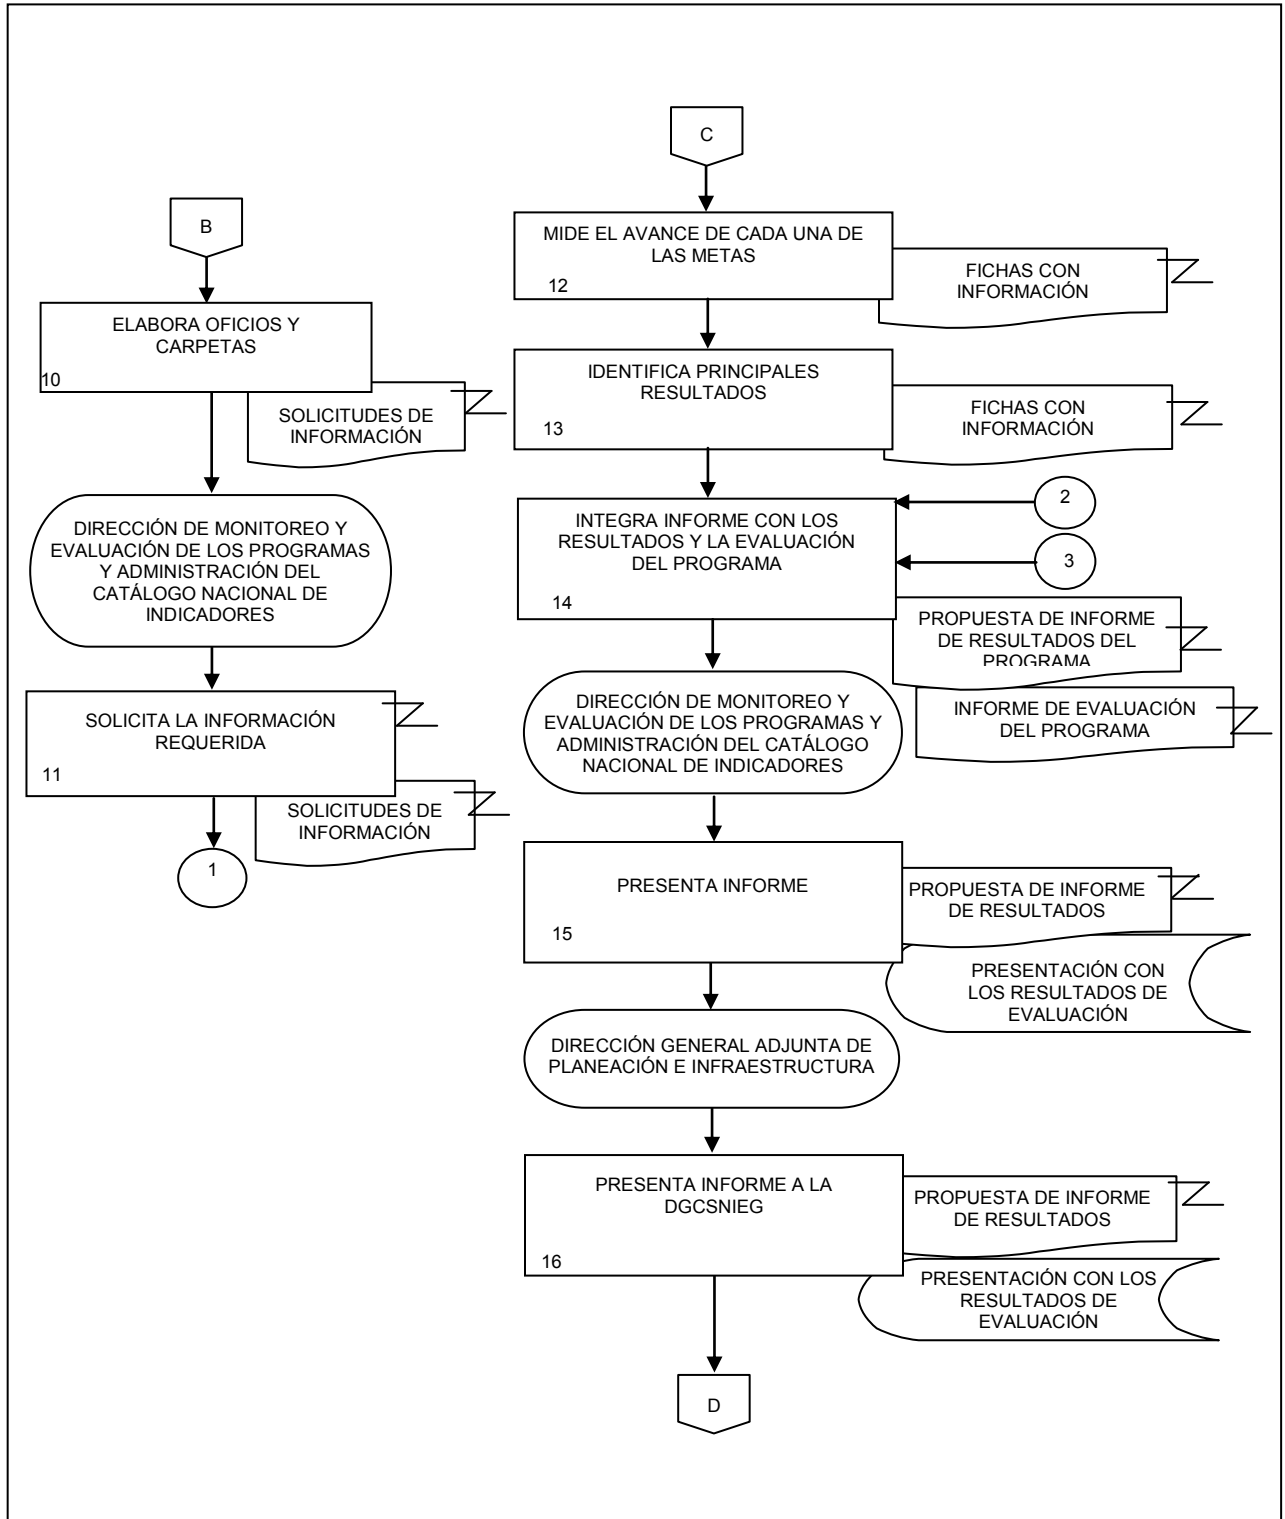 B
ELABORA OFICIOS Y
CARPETAS
10
SOLICITUDES DE
INFORMACIÓN
DIRECCIÓN DE MONITOREO Y
EVALUACIÓN DE LOS PROGRAMAS
Y ADMINISTRACIÓN DEL
CATÁLOGO NACIONAL DE
INDICADORES
SOLICITA LA INFORMACIÓN
REQUERIDA
11
SOLICITUDES DE
INFORMACIÓN
1
C
MIDE EL AVANCE DE CADA UNA DE
LAS METAS
12
FICHAS CON
INFORMACIÓN
IDENTIFICA PRINCIPALES
RESULTADOS
13
FICHAS CON
INFORMACIÓN
2
3
INTEGRA INFORME CON LOS
RESULTADOS Y LA EVALUACIÓN
DEL PROGRAMA
14
PROPUESTA DE INFORME
DE RESULTADOS DEL
PROGRAMA
INFORME DE EVALUACIÓN
DEL PROGRAMA
DIRECCIÓN DE MONITOREO Y
EVALUACIÓN DE LOS PROGRAMAS Y
ADMINISTRACIÓN DEL CATÁLOGO
NACIONAL DE INDICADORES
PRESENTA INFORME
15
PROPUESTA DE INFORME
DE RESULTADOS
PRESENTACIÓN CON
LOS RESULTADOS DE
EVALUACIÓN
DIRECCIÓN GENERAL ADJUNTA DE
PLANEACIÓN E INFRAESTRUCTURA
PRESENTA INFORME A LA
DGCSNIEG
16
PROPUESTA DE INFORME
DE RESULTADOS
PRESENTACIÓN CON LOS
RESULTADOS DE
EVALUACIÓN
D